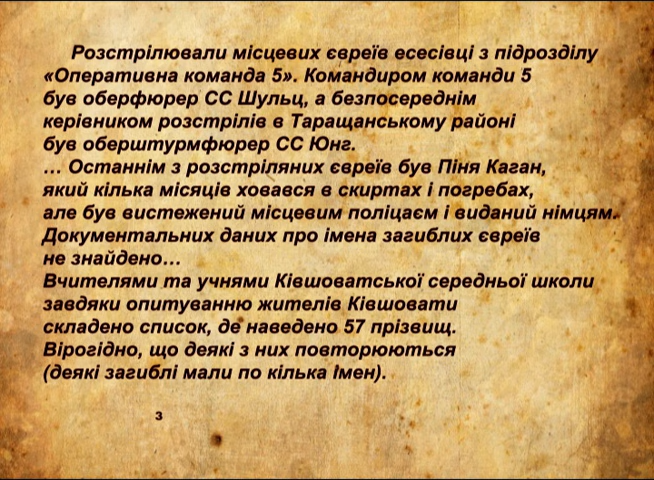 Розстрілювали місцевих євреїв есесівці з підрозділу
«Оперативна команда 5». Командиром команди 5
був оберфюрер СС Шульц, а безпосереднім
керівником розстрілів в Таращанському районі
був оберштурмфюрер СС Юнг.
... Останнім з розстріляних євреїв був Піня Каган,
який кілька місяців ховався в скиртах і погребах,
але був вистежений місцевим поліцаєм і виданий німцям.
Документальних даних про імена загиблих євреїв
не знайдено...
Вчителями та учнями Ківшоватської середньої школи
завдяки опитуванню жителів Ківшовати
складено список, де наведено 57 прізвищ.
Вірогідно, що деякі з них повторюються
(деякі загиблі мали по кілька Імен).
з